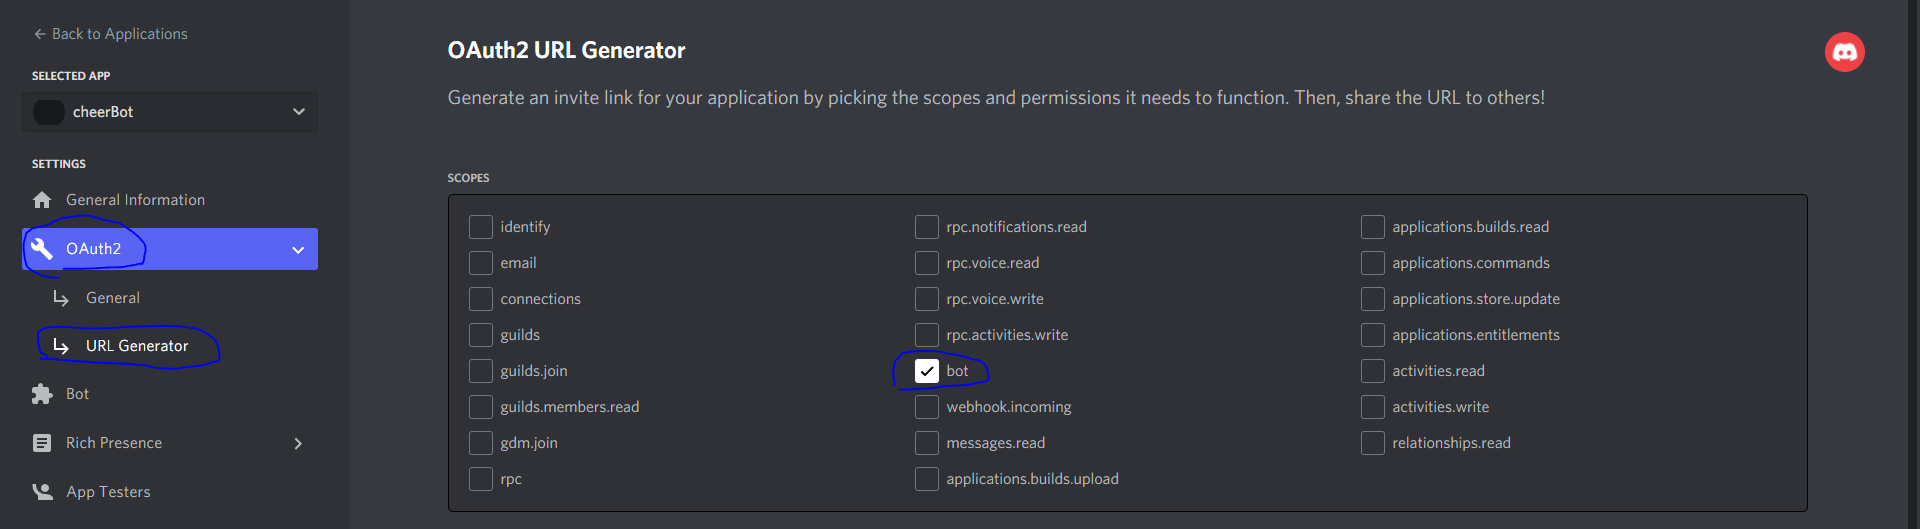 Back to Applications
SELECTED APP
cheerBot
SETTINGS
General Information
OAuth2
General
URL Generator
Bot
Rich Presence
App Testers
OAuth2 URL Generator
Generate an invite link for your application by picking the scopes and permissions it needs to function. Then, share the URL to others!
SCOPES
identify
email
connections
guilds
guilds.join
guilds.members.read
gdm.join
rpc
rpc.notifications.read
rpc.voice.read
rpc.voice.write
rpc.activities.write
bot
webhook.incoming
messages.read
applications.builds.upload
applications.builds.read
applications.commands
applications.store.update
applications.entitlements
activities.read
activities.write
relationships.read